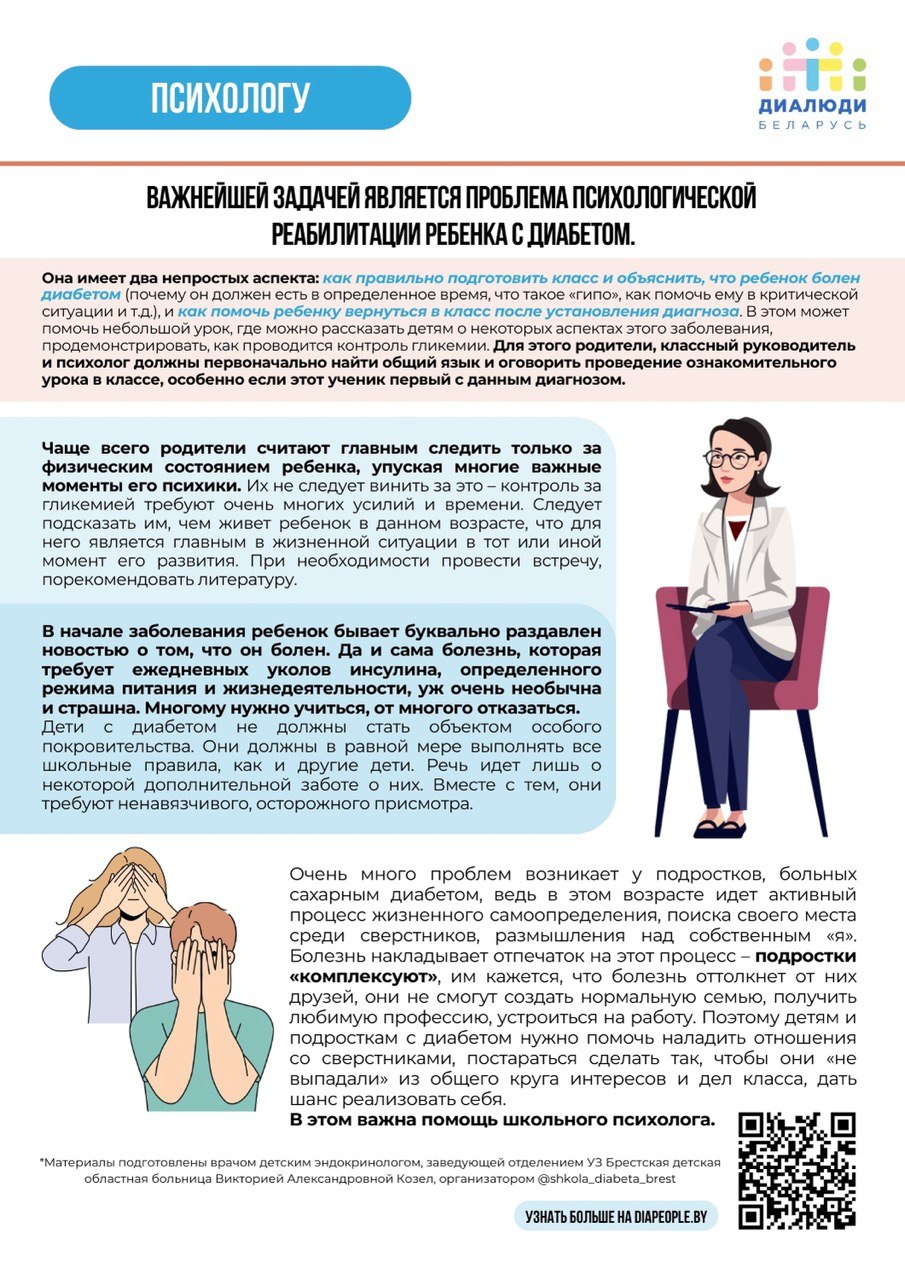 ПСИХОЛОГУ
ДИАЛЮДИ
БЕЛАРУСЬ
ВАЖНЕЙШЕЙ ЗАДАЧЕЙ ЯВЛЯЕТСЯ ПРОБЛЕМА ПСИХОЛОГИЧЕСКОЙ
РЕАБИЛИТАЦИИ РЕБЕНКА С ДИАБЕТОМ.
Она имеет два непростых аспекта: как правильно подготовить класс и объяснить, что ребенок болен
диабетом (почему он должен есть в определенное время, что такое «гипо», как помочь ему в критической
ситуации и т.д.), и как помочь ребенку вернуться в класс после установления диагноза. В этом может
помочь небольшой урок, где можно рассказать детям о некоторых аспектах этого заболевания,
продемонстрировать, как проводится контроль гликемии. Для этого родители, классный руководитель
и психолог должны первоначально найти общий язык и оговорить проведение ознакомительного
урока в классе, особенно если этот ученик первый с данным диагнозом.
Чаще всего родители считают главным следить только за
физическим состоянием ребенка, упуская многие важные
моменты его психики. Их не следует винить за это – контроль за
гликемией требуют очень многих усилий и времени. Следует
подсказать им, чем живет ребенок в данном возрасте, что для
него является главным в жизненной ситуации в тот или иной
момент его развития. При необходимости провести встречу,
порекомендовать литературу.
В начале заболевания ребенок бывает буквально раздавлен
новостью о том, что он болен. Да и сама болезнь, которая
требует ежедневных уколов инсулина, определенного
режима питания и жизнедеятельности, уж очень необычна
и страшна. Многому нужно учиться, от многого отказаться.
Дети с диабетом не должны стать объектом особого
покровительства. Они должны в равной мере выполнять все
школьные правила, как и другие дети. Речь идет лишь о
некоторой дополнительной заботе о них. Вместе с тем, они
требуют ненавязчивого, осторожного присмотра.
Очень много проблем возникает у подростков, больных
сахарным диабетом, ведь в этом возрасте идет активный
процесс жизненного самоопределения, поиска своего места
среди сверстников, размышления над собственным «я».
Болезнь накладывает отпечаток на этот процесс – подростки
«комплексуют», им кажется, что болезнь оттолкнет от них
друзей, они не смогут создать нормальную семью, получить
любимую профессию, устроиться на работу. Поэтому детям и
подросткам с диабетом нужно помочь наладить отношения
со сверстниками, постараться сделать так, чтобы они «не
выпадали» из общего круга интересов и дел класса, дать
шанс реализовать себя.
В этом важна помощь школьного психолога.
*Материалы подготовлены врачом детским эндокринологом, заведующей отделением УЗ Брестская детская
областная больница Викторией Александровной Козел, организатором @shkola_diabeta_brest
УЗНАТЬ БОЛЬШЕ НА DIAPEOPLE.BY